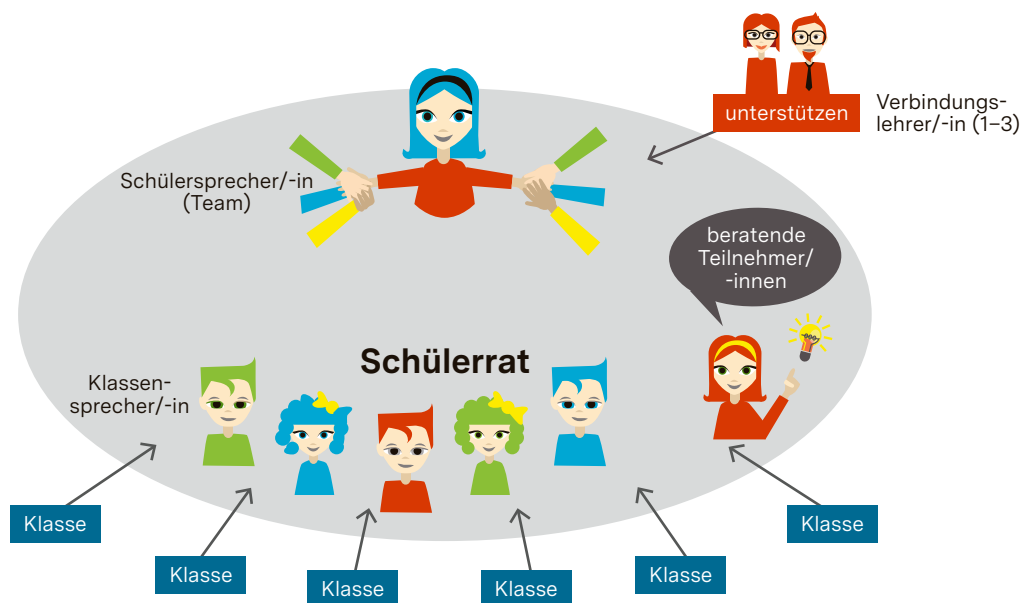 unterstützen
Verbindungs-
lehrer/-in (1–3)
Schülersprecher/-in
(Team)
beratende
Teilnehmer/
-innen
Schülerrat
Klassen-
sprecher/-in
Klasse
Klasse
Klasse
Klasse
Klasse
Klasse